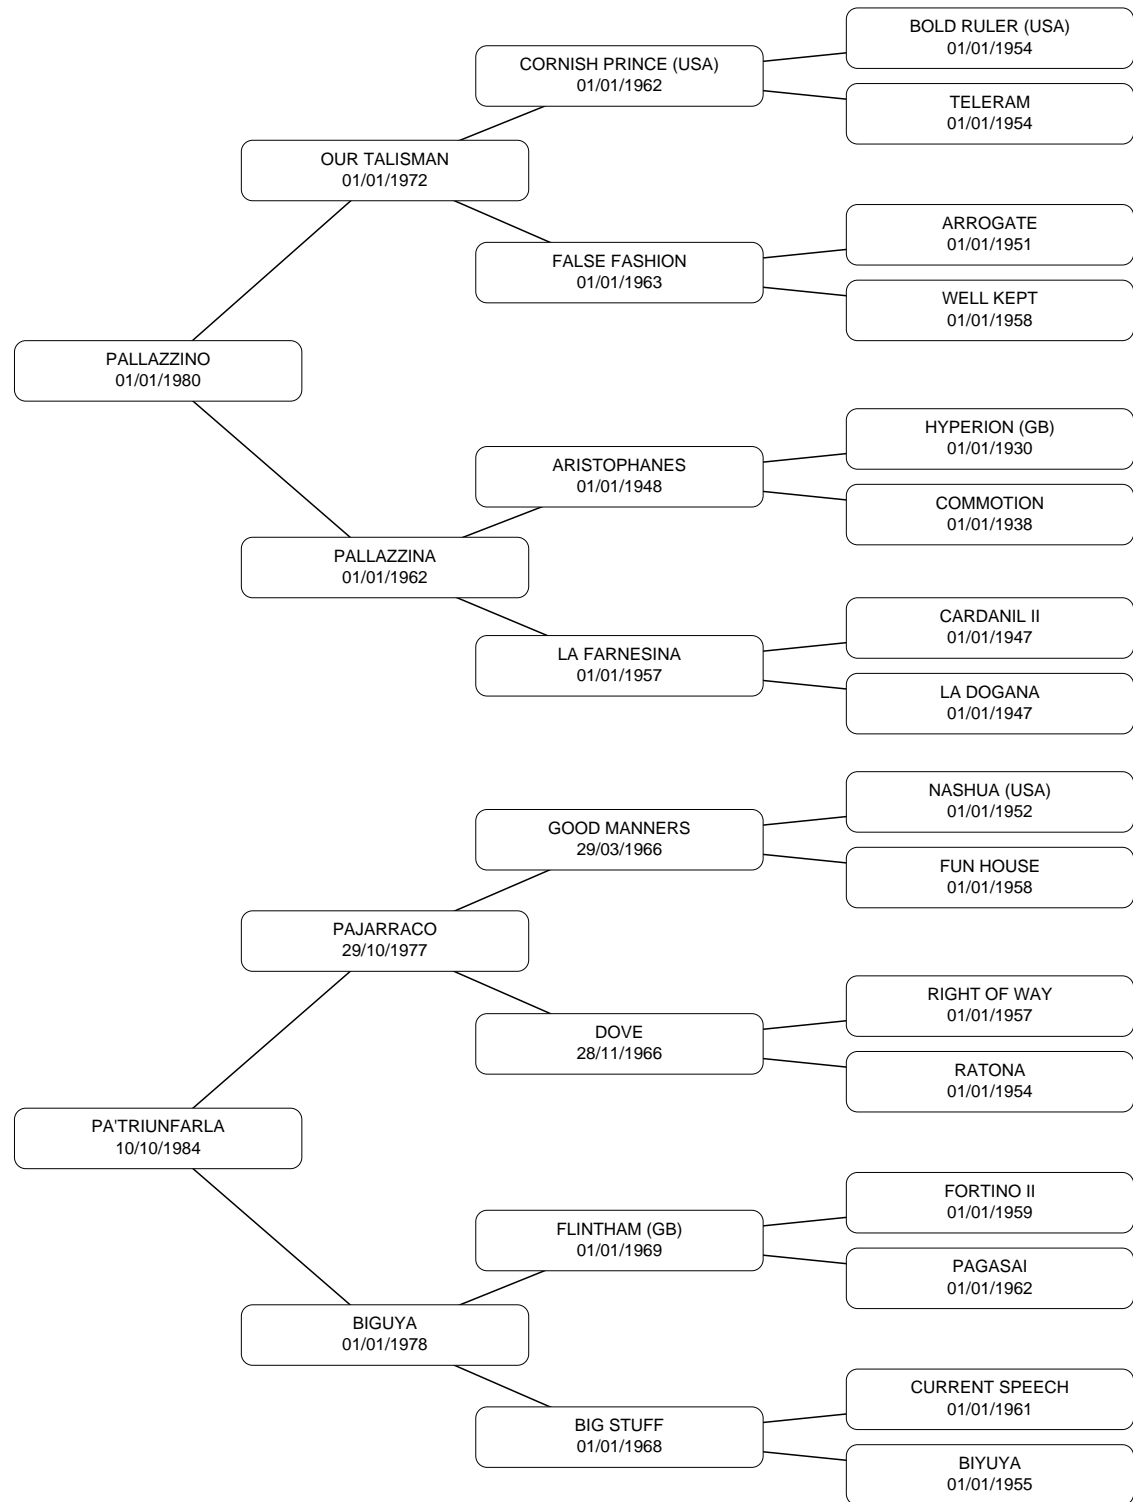 BOLD RULER (USA)
01/01/1954
CORNISH PRINCE (USA)
01/01/1962
TELERAM
01/01/1954
OUR TALISMAN
01/01/1972
ARROGATE
01/01/1951
FALSE FASHION
01/01/1963
WELL KEPT
01/01/1958
PALLAZZINO
01/01/1980
HYPERION (GB)
01/01/1930
ARISTOPHANES
01/01/1948
COMMOTION
01/01/1938
PALLAZZINA
01/01/1962
CARDANIL II
01/01/1947
LA FARNESINA
01/01/1957
LA DOGANA
01/01/1947
NASHUA (USA)
01/01/1952
GOOD MANNERS
29/03/1966
FUN HOUSE
01/01/1958
PAJARRACO
29/10/1977
RIGHT OF WAY
01/01/1957
DOVE
28/11/1966
RATONA
01/01/1954
PA'TRIUNFARLA
10/10/1984
FORTINO II
01/01/1959
FLINTHAM (GB)
01/01/1969
PAGASAI
01/01/1962
BIGUYA
01/01/1978
CURRENT SPEECH
01/01/1961
BIG STUFF
01/01/1968
BIYUYA
01/01/1955